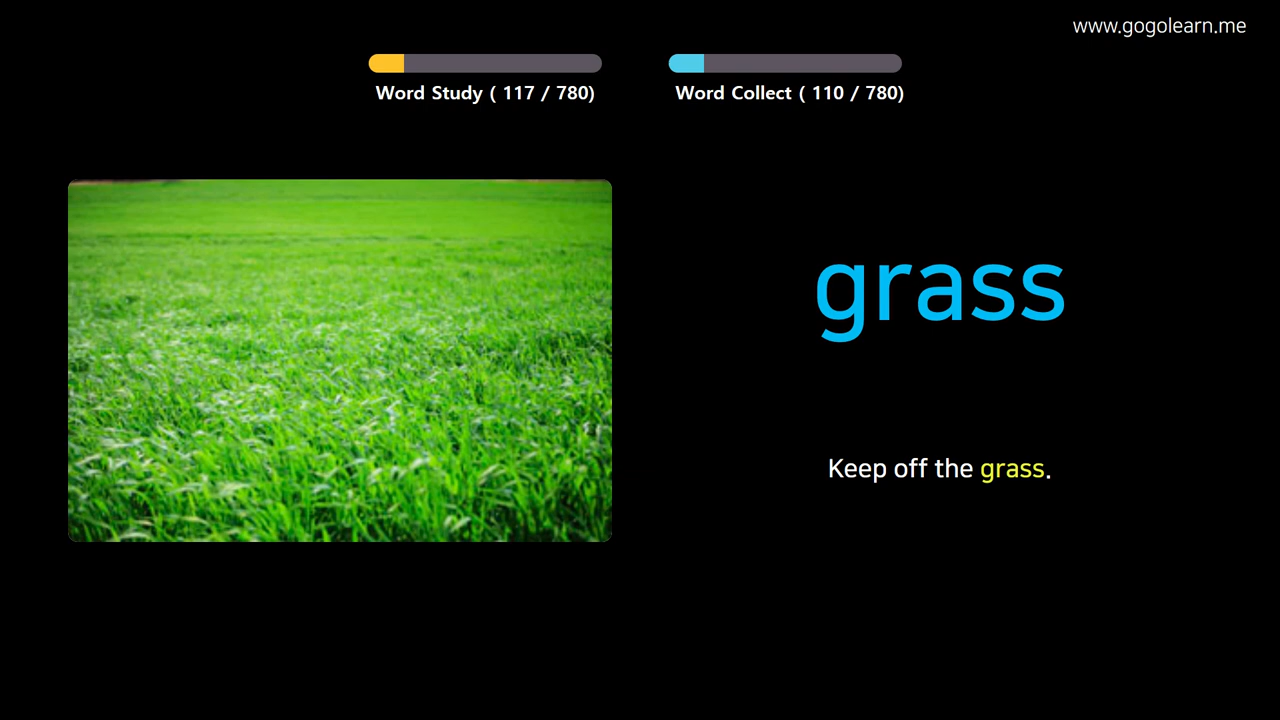 www.gogolearn.me
Word Study ( 117 / 780)
Word Collect ( 110 / 780)
grass
Keep off the grass.